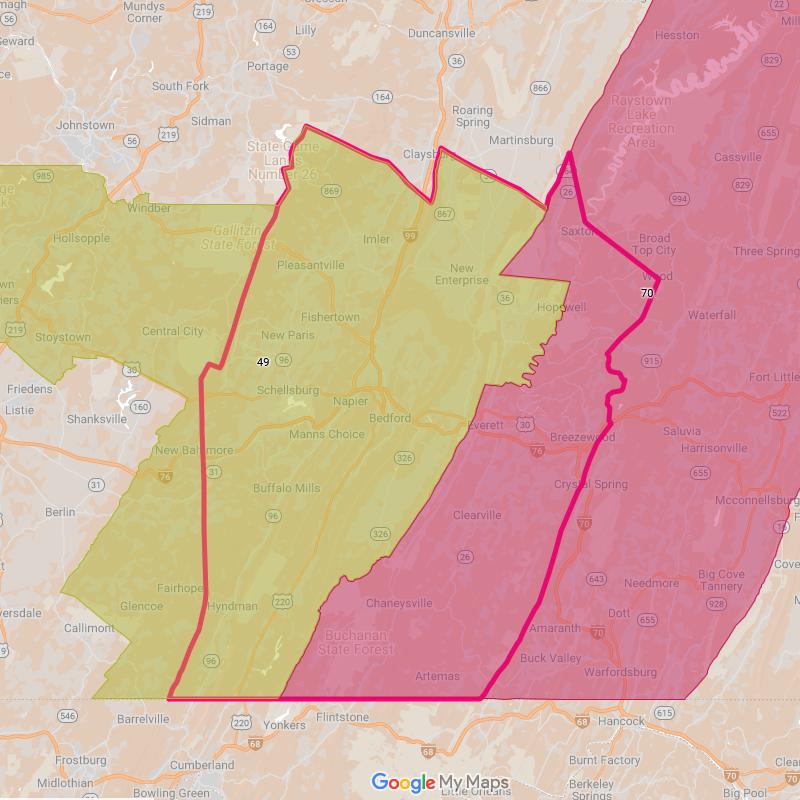 Mundys
Corner
219
Lilly
Duncansville
22
Hesston
Seward
164
53
36
829
Portage
South Fork
164
866
Raystown
Lake
Recreation
Area
Roaring
Spring
Sidman
Johnstown
56
219
Martinsburg
655
State Game
Number 26
Cassville
985
869
26
829
Windber
867
994
Gallitzin
State Forest
Imler
99
Saxton
Broad
Top City
Hollsopple
Three Spring
Pleasantville
New
Enterprise
Wood
70
36
Hopewell
219
Fishertown
Waterfall
Stoystown
Central City
New Paris
96
49
915
30
Friedens
Schellsburg
Fort Little
Listie
160
Napier
522
Shanksville
Bedford
Everett
30
Saluvia
Manns Choice
Breezewood
Harrisonville
New Baltimore
76
326
76
31
31
Crystal Spring
655
Buffalo Mills
Mcconnellsburg
Berlin
96
Clearville
70
16
326
26
Fairhope
643
Needmore
Big Cove
Tannery
Glencoe
Hyndman
220
Chaneysville
928
Dott
655
Callimont
Amaranth
70
Buchanan
State Forest
96
Buck Valley
Artemas
Warfordsburg
546
Barrelville
220
Yonkers
Flintstone
Hancock
615
68
68
70
Frostburg
Cumberland
Burnt Factory
Midlothian
Google My Maps
Berkeley
Springs
Bowling Green
Little Orleans
Big Pool